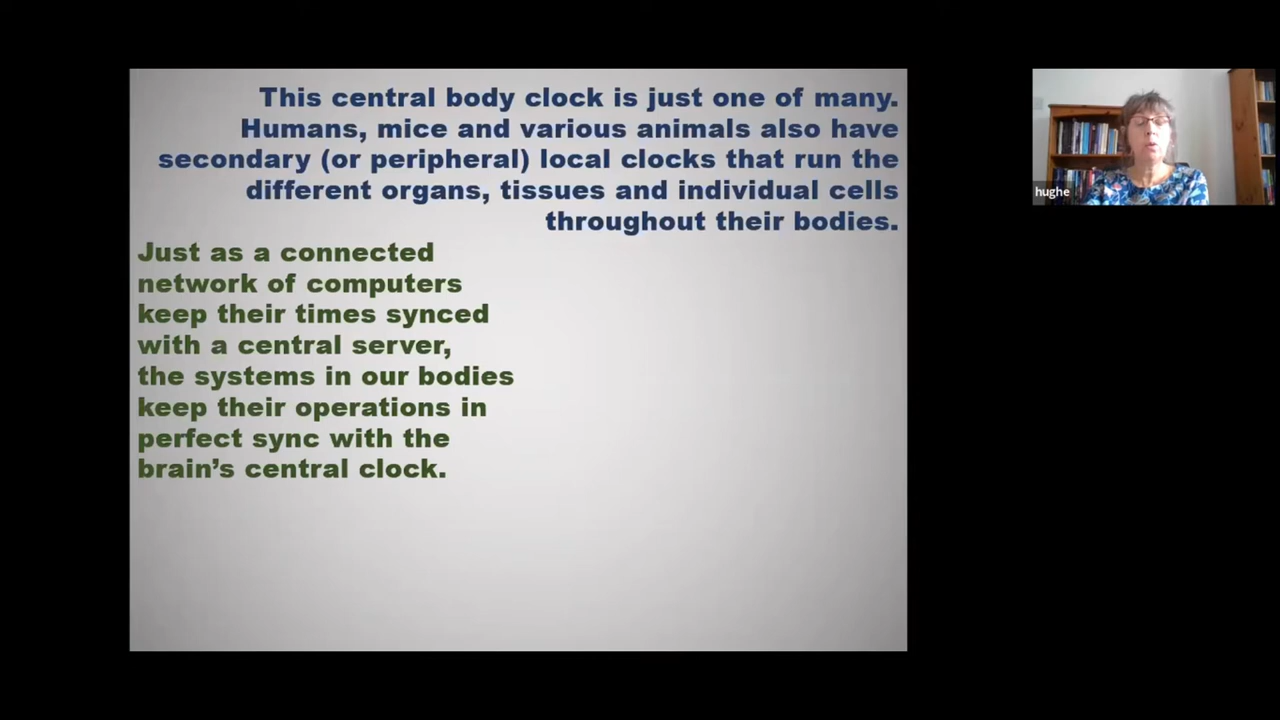 This central body clock is just one of many.
Humans, mice and various animals also have
secondary (or peripheral) local clocks that run the
different organs, tissues and individual cells
throughout their bodies.
Just as a connected
network of computers
keep their times synced
with a central server,
the systems in our bodies
keep their operations in
perfect sync with the
brain’s central clock.
hughe